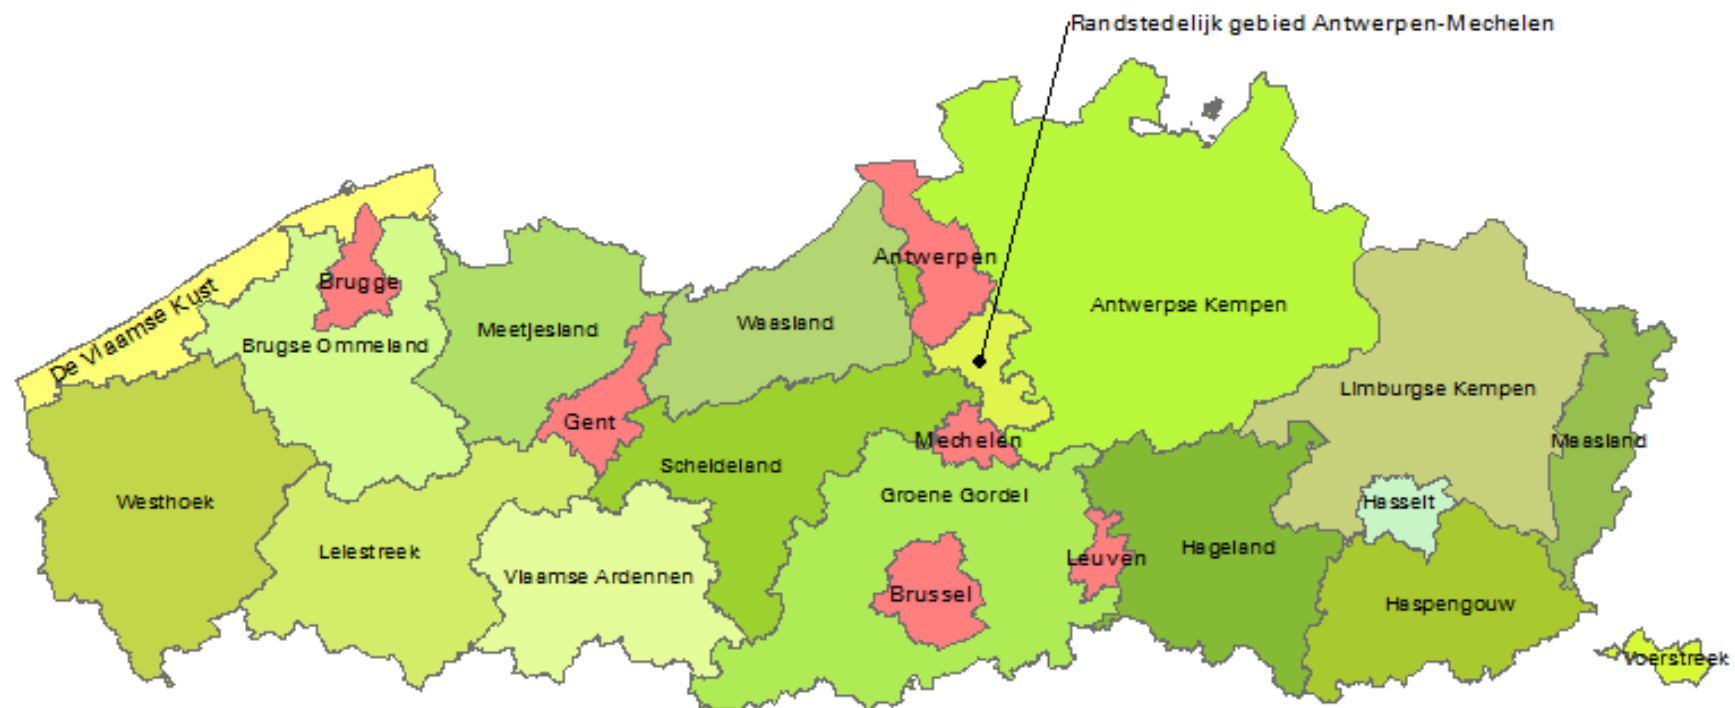 Randstedelijk gebied Antwerpen-Mechelen
Antwerpen
Brugge
De Vlaamse Kust
Antwerpse Kempen
Meetjesland
Waasland
Brugse Ommeland
Limburgse Kempen
Gent
Mechelen
Maasland
Scheldeland
Groene Gordel
Westhoek
Hasselt
Leiestreek
Hageland
Leuven
Vlaamse Ardennen
Brussel
Haspengouw
Voerstreek